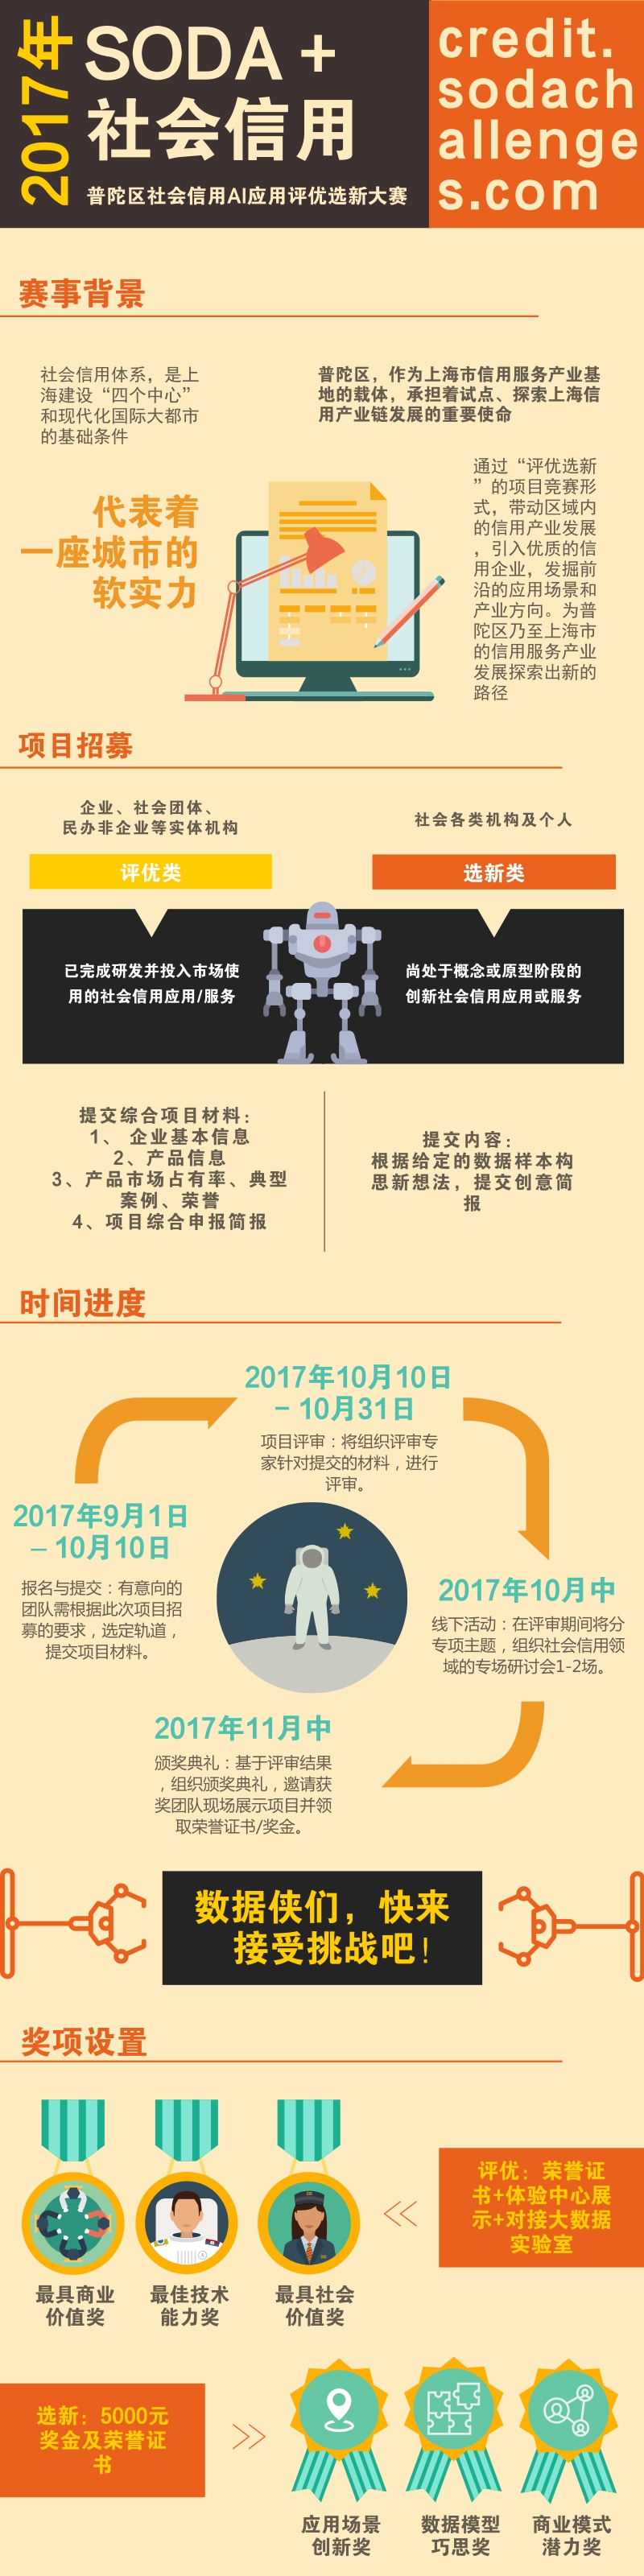 2017年
SODA +
社会信用
普陀区社会信用AI应用评优选新大赛
credit.
sodach
allenge
s.com
赛事背景
社会信用体系，是上
海建设“四个中心”
和现代化国际大都市
的基础条件
代表着
一座城市的
软实力
普陀区，作为上海市信用服务产业基
地的载体，承担着试点、探索上海信
用产业链发展的重要使命
通过“评优选新
”的项目竞赛形
式，带动区域内
的信用产业发展
，引入优质的信
用企业，发掘前
沿的应用场景和
产业方向。为普
陀区乃至上海市
的信用服务产业
发展探索出新的
路径
项目招募
企业、社会团体、
民办非企业等实体机构
评优类
已完成研发并投入市场使
用的社会信用应用/服务
社会各类机构及个人
选新类
尚处于概念或原型阶段的
创新社会信用应用或服务
提交综合项目材料：
1、 企业基本信息
2、产品信息
3、产品市场占有率、典型
案例、荣誉
4、项目综合申报简报
提交内容：
根据给定的数据样本构
思新想法，提交创意简
报
时间进度
2017年10月10日
– 10月31日
项目评审：将组织评审专
家针对提交的材料，进行
评审。
2017年9月1日
– 10月10日
报名与提交：有意向的
团队需根据此次项目招
募的要求，选定轨道，
提交项目材料。
2017年10月中
线下活动：在评审期间将分
专项主题，组织社会信用领
域的专场研讨会1-2场。
2017年11月中
颁奖典礼：基于评审结果
，组织颁奖典礼，邀请获
奖团队现场展示项目并领
取荣誉证书/奖金。
数据侠们，快来
接受挑战吧！
奖项设置
最具商业
价值奖
最佳技术
能力奖
最具社会
价值奖
评优：荣誉证
书+体验中心展
示+对接大数据
实验室
选新：5000元
奖金及荣誉证
书
应用场景
创新奖
数据模型
巧思奖
商业模式
潜力奖